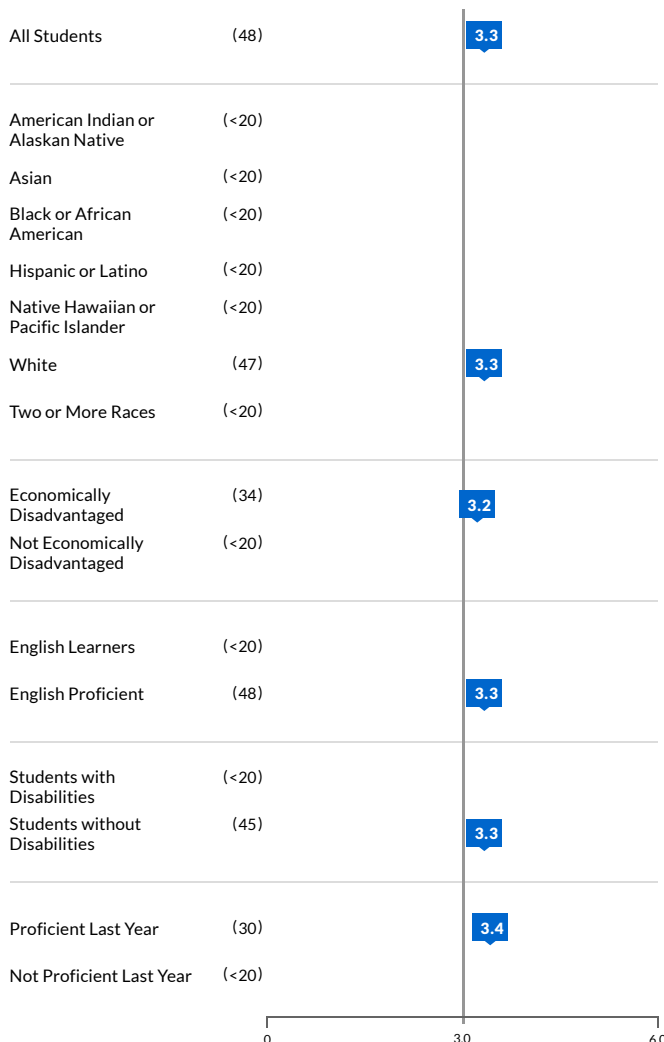 All Students (48) 3.3
American Indian or (<20)
Alaskan Native
Asian (<20)
Black or African (<20)
American
Hispanic or Latino (<20)
Native Hawaiian or (<20)
Pacific Islander
White (47) 3.3
Two or More Races (<20)
Economically (34) 3.2
Disadvantaged
Not Economically (<20)
Disadvantaged
English Learners (<20)
English Proficient (48) 3.3
Students with (<20)
Disabilities
Students without (45) 3.3
Disabilities
Proficient Last Year (30) 3.4
Not Proficient Last Year (<20)
0 3.0 6.0